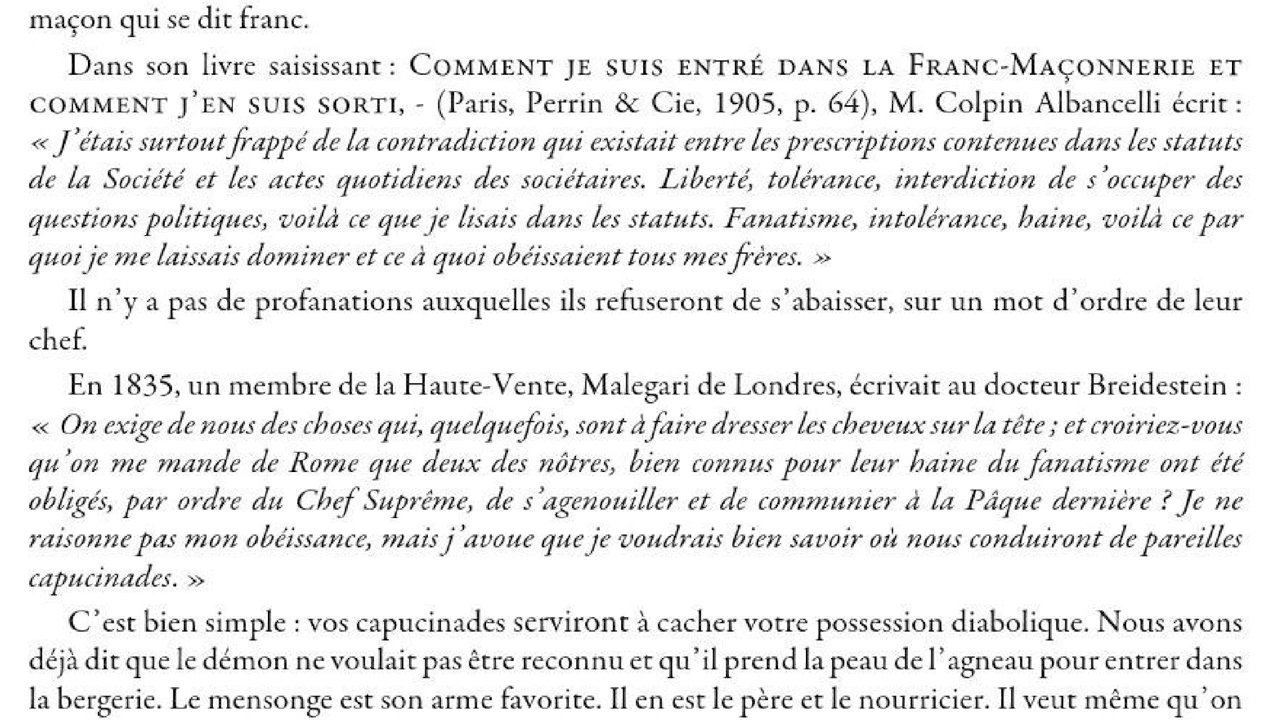 maçon qui se dit franc.
Dans son livre saisissant : Comment je suis entré dans la Franc-Maçonnerie et
comment j’en suis sorti, - (Paris, Perrin & Cie, 1905, p. 64), M. Colpin Albancelli écrit :
« J’étais surtout frappé de la contradiction qui existait entre les prescriptions contenues dans les statuts
de la Société et les actes quotidiens des sociétaires. Liberté, tolérance, interdiction de s’occuper des
questions politiques, voilà ce que je lisais dans les statuts. Fanatisme, intolérance, haine, voilà ce par
quoi je me laissais dominer et ce à quoi obéissaient tous mes frères. »
Il n’y a pas de profanations auxquelles ils refuseront de s’abaisser, sur un mot d’ordre de leur
chef.
En 1835, un membre de la Haute-Vente, Malegari de Londres, écrivait au docteur Breidestein :
« On exige de nous des choses qui, quelquefois, sont à faire dresser les cheveux sur la tête ; et croiriez-vous
qu’on me mande de Rome que deux des nôtres, bien connus pour leur haine du fanatisme ont été
obligés, par ordre du Chef Suprême, de s’agenouiller et de communier à la Pâque dernière ? Je ne
raisonne pas mon obéissance, mais j’avoue que je voudrais bien savoir où nous conduiront de pareilles
capucinades. »
C’est bien simple : vos capucinades serviront à cacher votre possession diabolique. Nous avons
déjà dit que le démon ne voulait pas être reconnu et qu’il prend la peau de l’agneau pour entrer dans
la bergerie. Le mensonge est son arme favorite. Il en est le père et le nourricier. Il veut même qu’on